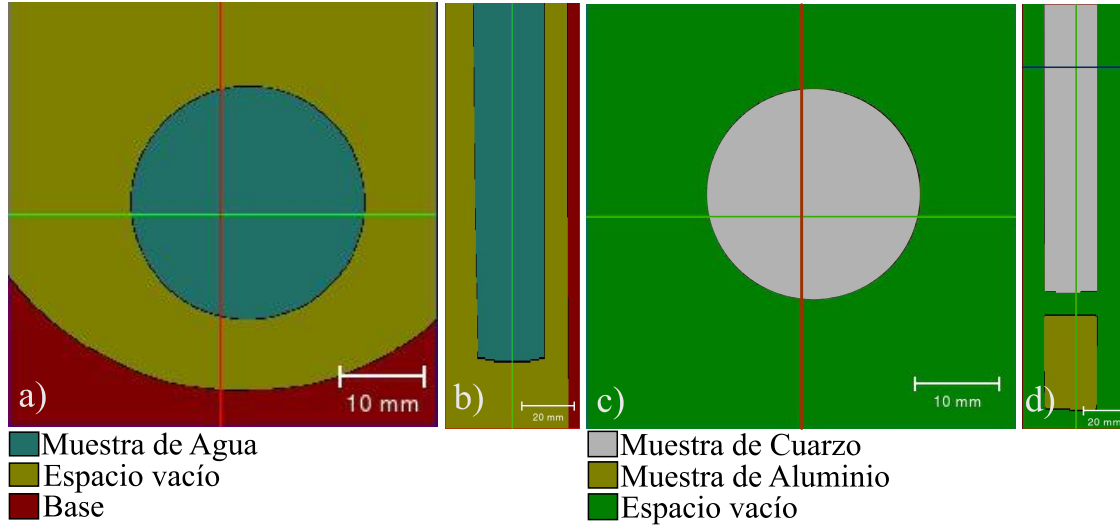 a)
10 mm
b)
20 mm
c)
10 mm
d)
20 mm
Muestra de Agua
Espacio vacío
Base
Muestra de Cuarzo
Muestra de Aluminio
Espacio vacío